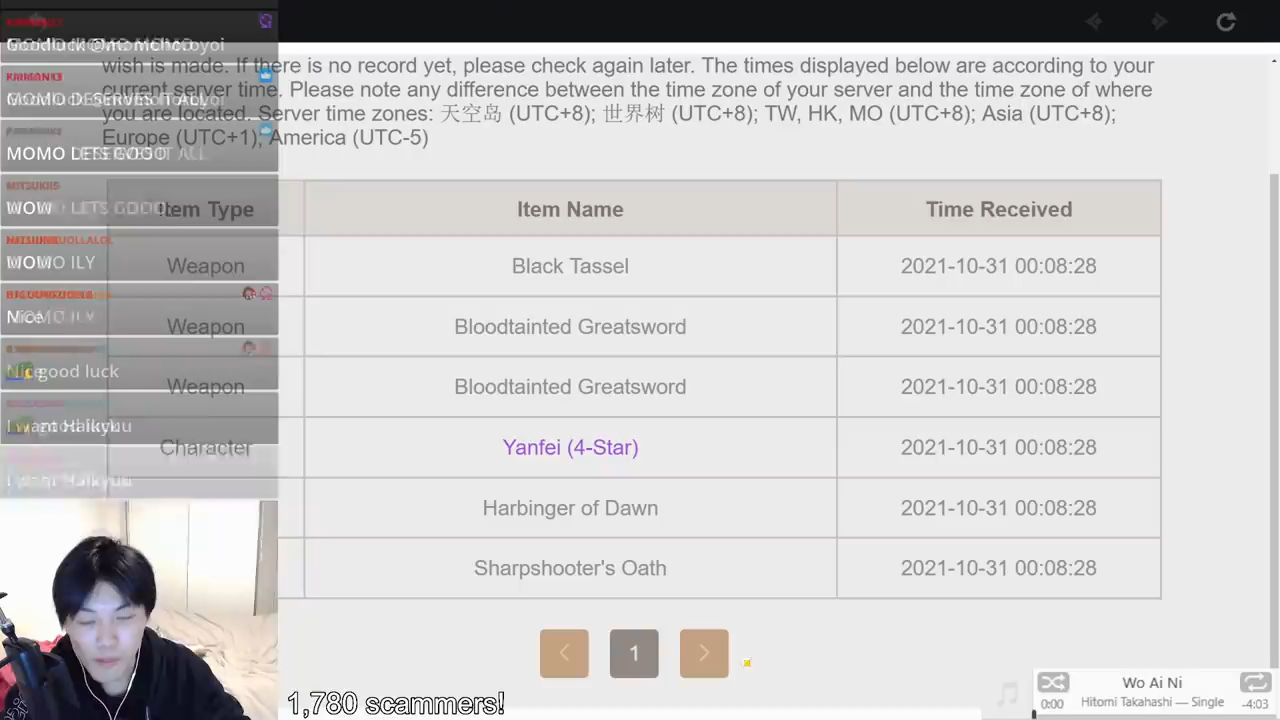 Goodluck @momochc royoi
MOMO DESERVES IT ALL
MOMO LETS GOOO
MITSUKIIS
WOW
WOWO ILY
Nice
good luck
I want Haikyuu
wish is made. If there is no record yet, please check again later. The times displayed below are according to your
current server time. Please note any difference between the time zone of your server and the time zone of where
you are located. Server time zones: 天空岛 (UTC+8); 世界树 (UTC+8); TW, HK, MO (UTC+8); Asia (UTC+8);
Europe (UTC+1); America (UTC-5)
Item Type Item Name Time Received
Weapon Black Tassel 2021-10-31 00:08:28
Weapon Bloodtainted Greatsword 2021-10-31 00:08:28
Weapon Bloodtainted Greatsword 2021-10-31 00:08:28
Character Yanfei (4-Star) 2021-10-31 00:08:28
Harbinger of Dawn 2021-10-31 00:08:28
Sharpshooter's Oath 2021-10-31 00:08:28
1
1,780 scammers!
Wo Ai Ni
Hitomi Takahashi — Single
0:00
-4:03